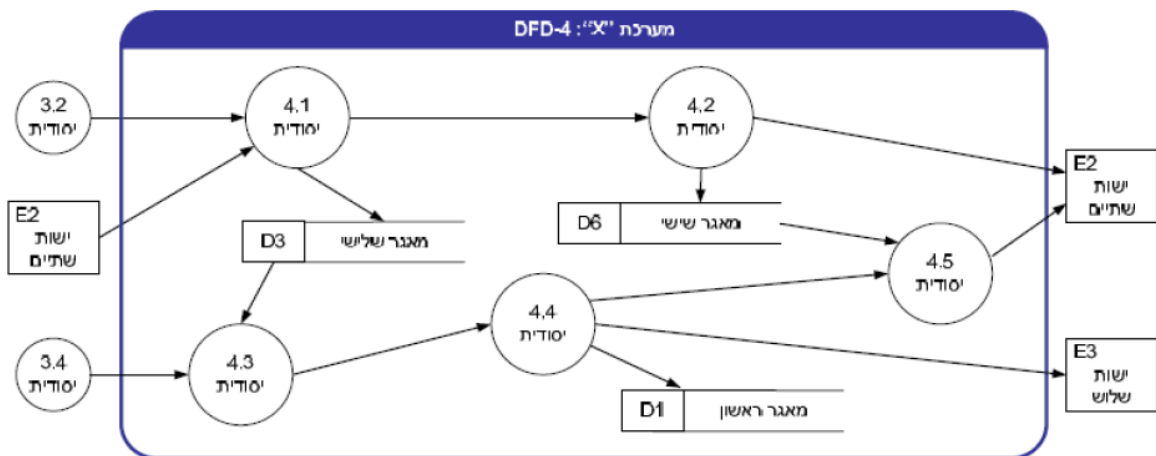 מערכת "X": DFD-4
3.2
יסודית
4.1
יסודית
4.2
יסודית
E2
ישות
שתיים
E2
ישות
שתיים
D3
מאגר שלישי
D6
מאגר שישי
4.5
יסודית
4.4
יסודית
3.4
יסודית
4.3
יסודית
E3
ישות
שלוש
D1
מאגר ראשון